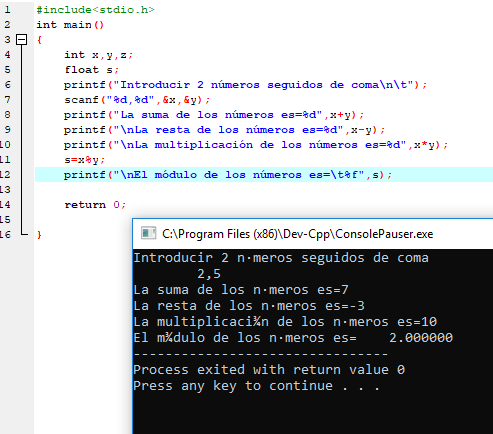 1 #include<stdio.h>
2 int main()
3 {
4 int x,y,z;
5 float s;
6 printf("Introducir 2 números seguidos de coma\n\t");
7 scanf("%d,%d",&x,&y);
8 printf("La suma de los números es=%d",x+y);
9 printf("\nLa resta de los números es=%d",x-y);
10 printf("\nLa multiplicación de los números es=%d",x*y);
11 s=x%y;
12 printf("\nEl módulo de los números es=\t%f",s);
13
14 return 0;
15
16 }
C:\Program Files (x86)\Dev-Cpp\ConsolePauser.exe
Introducir 2 n·meros seguidos de coma
2,5
La suma de los n·meros es=7
La resta de los n·meros es=-3
La multiplicaci¾n de los n·meros es=10
El m¾dulo de los n·meros es= 2.000000
--------------------------------
Process exited with return value 0
Press any key to continue . . .